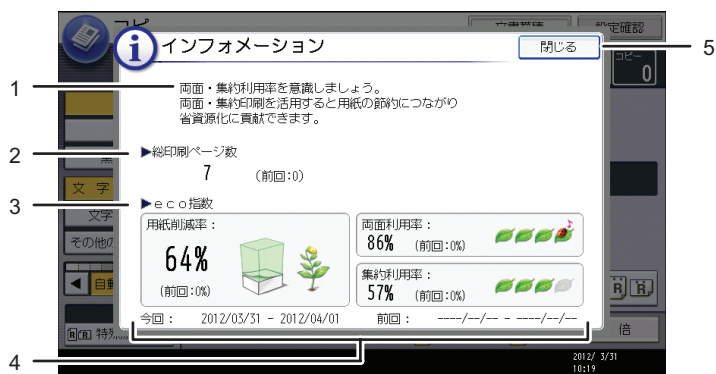 コピ
文書蓄積
設定確認
インフォメーション
閉じる
5
コピー
0
1
両面・集約利用率を意識しましょう。
両面・集約印刷を活用すると用紙の節約につながり
省資源化に貢献できます。
2
▶総印刷ページ数
7 (前回:0)
文字
3
▶eco指数
文字
用紙削減率：
64%
(前回:0%)
両面利用率：
86% (前回:0%)
その他の
集約利用率：
57% (前回:0%)
◀ 自動
R R
今回： 2012/03/31 - 2012/04/01 前回： ----/--/-- - ----/--/--
R R 特殊
倍
4
2012/ 3/31
10:19